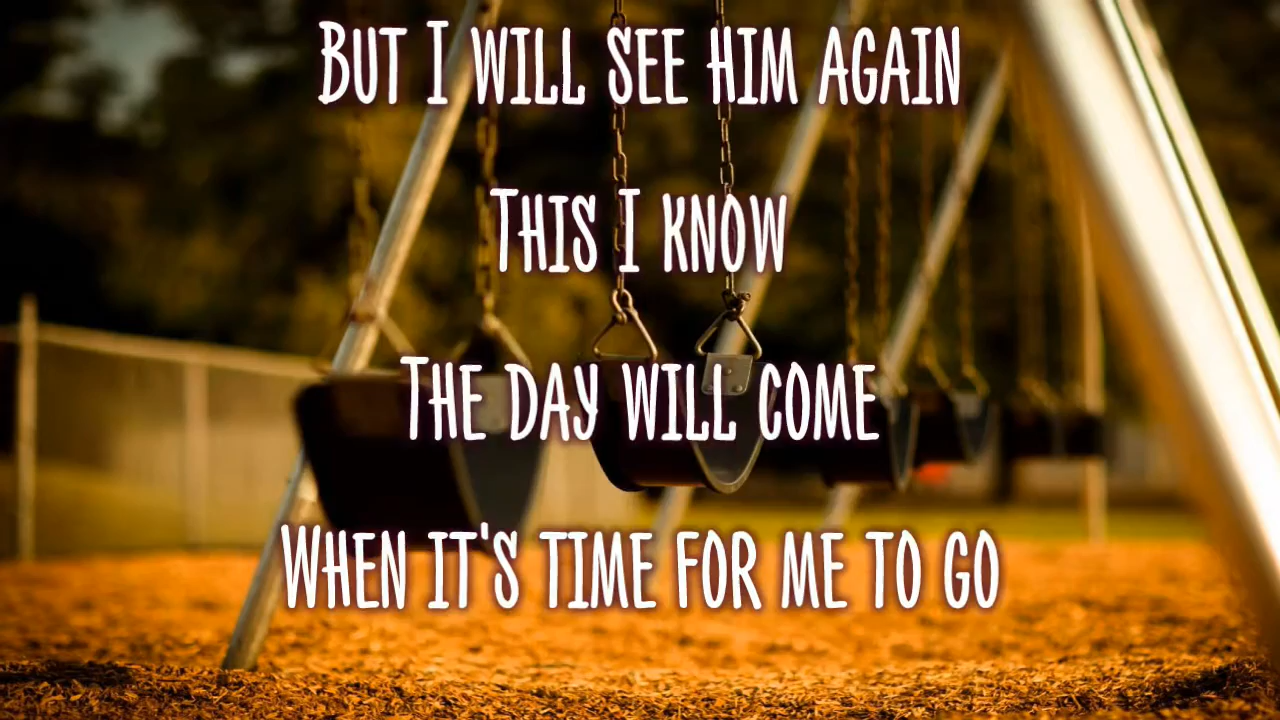 But I will see him again
This I know
The day will come
When it's time for me to go